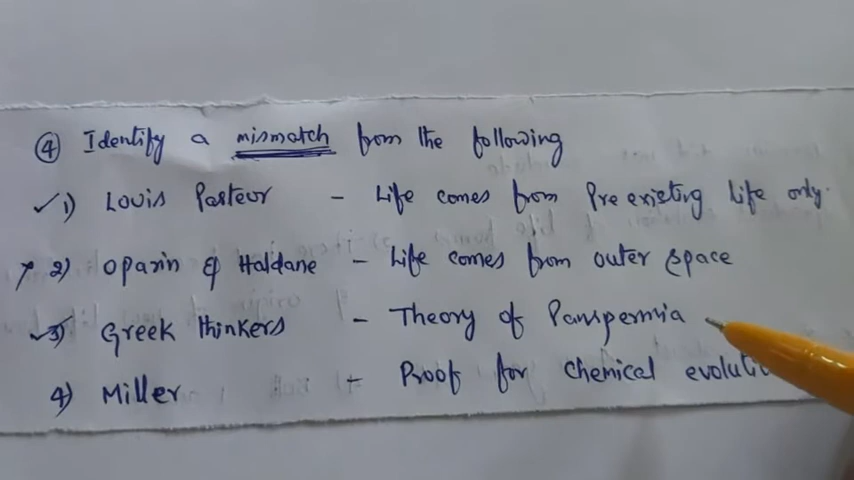 ④ Identify a mismatch from the following
✓1) Louis Pasteur - Life comes from Pre existing life only.
✗ 2) Oparin & Haldane - Life comes from outer space
✓3) Greek thinkers - Theory of Panspermia
4) Miller - Proof for chemical evoluti